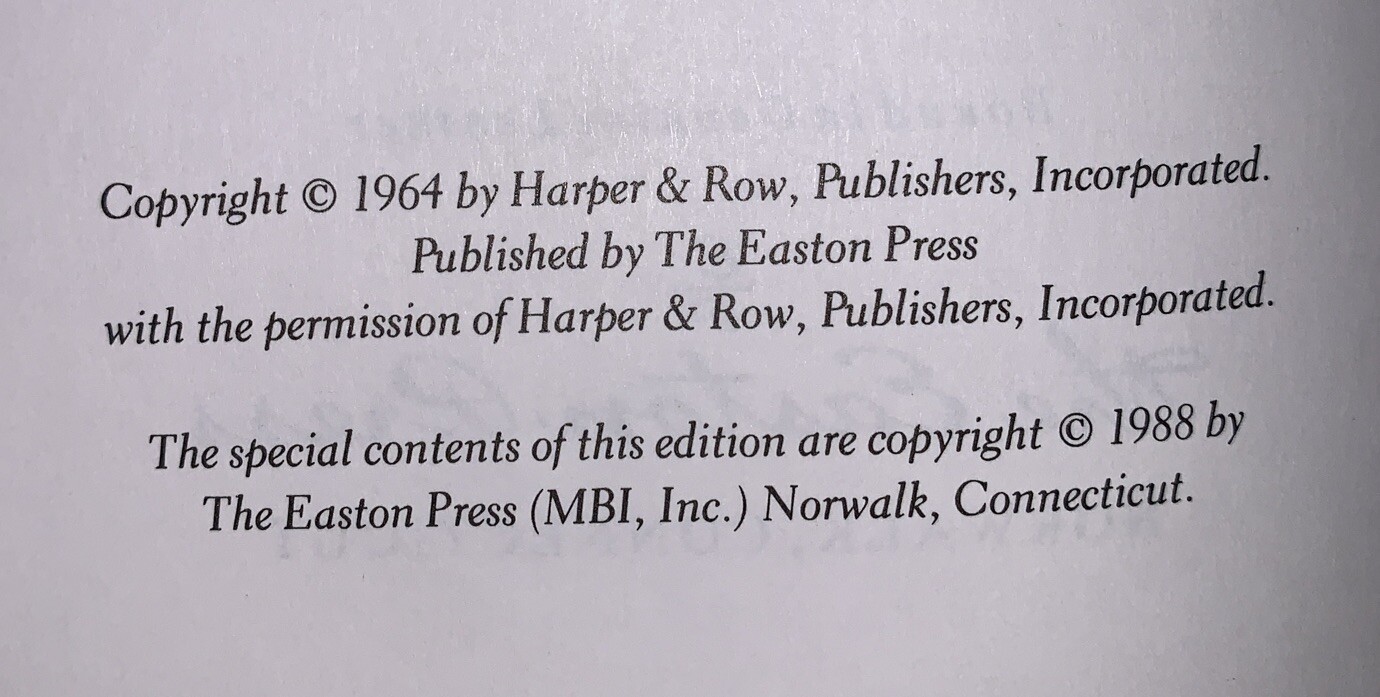 Copyright © 1964 by Harper & Row, Publishers, Incorporated.
Published by The Easton Press
with the permission of Harper & Row, Publishers, Incorporated.
The special contents of this edition are copyright © 1988 by
The Easton Press (MBI, Inc.) Norwalk, Connecticut.